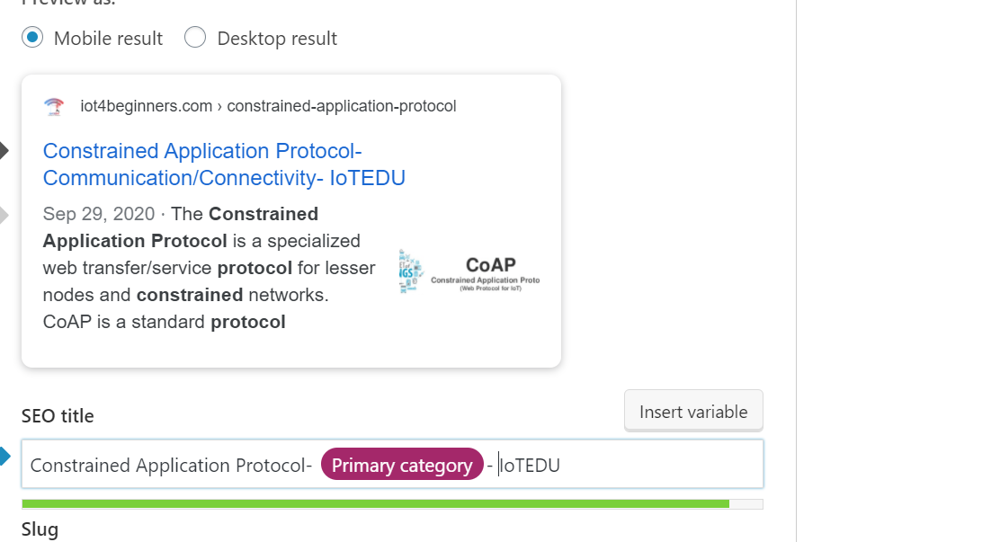 Preview as:
Mobile result Desktop result
iot4beginners.com › constrained-application-protocol
Constrained Application Protocol-
Communication/Connectivity- IoTEDU
Sep 29, 2020 · The Constrained
Application Protocol is a specialized
web transfer/service protocol for lesser
nodes and constrained networks.
CoAP is a standard protocol
CoAP
Constrained Application Proto
(Web Protocol for IoT)
SEO title
Insert variable
Constrained Application Protocol- Primary category - IoTEDU
Slug